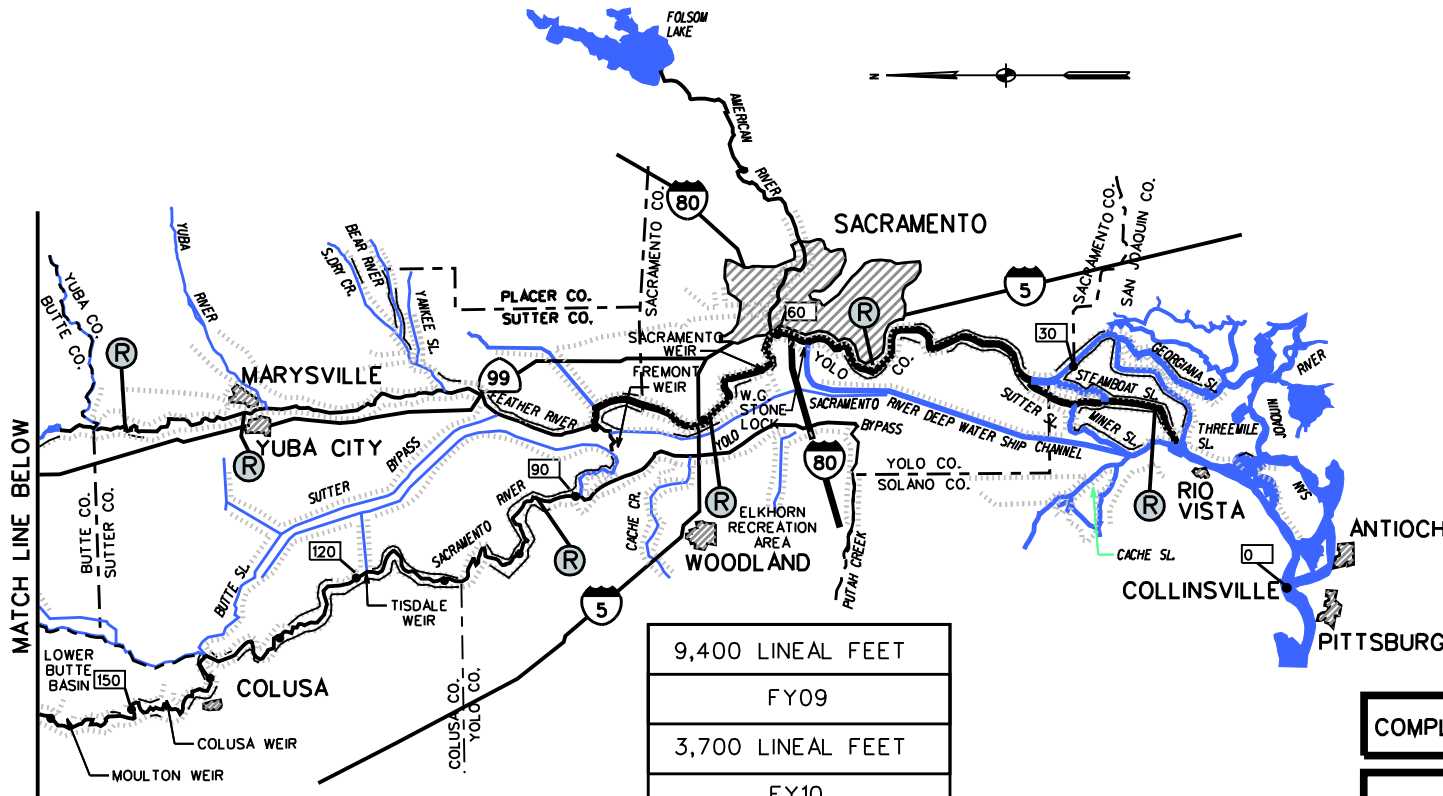 FOLSOM
LAKE
N
AMERICAN
RIVER
80
SACRAMENTO
SACRAMENTO CO.
SAN JOAQUIN CO.
5
YUBA
RIVER
BEAR RIVER
S.DRY CR.
YANKEE SL.
PLACER CO.
SUTTER CO.
SACRAMENTO CO.
YUBA CO.
BUTTE CO.
R
MARYSVILLE
YUBA CITY
R
99
FEATHER RIVER
SACRAMENTO
WEIR
FREMONT
WEIR
60
R
YOLO
CO.
30
GEORGIANA SL.
STEAMBOAT SL.
SUTTER SL.
MINER SL.
THREEMILE
SL.
SAN
JOAQUIN
RIVER
W.G.
STONE
LOCK
SACRAMENTO RIVER DEEP WATER SHIP CHANNEL
YOLO
BYPASS
80
YOLO CO.
SOLANO CO.
MATCH LINE BELOW
BUTTE CO.
SUTTER CO.
SUTTER
BYPASS
BUTTE SL.
90
120
SACRAMENTO
RIVER
R
TISDALE
WEIR
CACHE CR.
R
ELKHORN
RECREATION
AREA
WOODLAND
PUTAH CREEK
5
R
RIO
VISTA
CACHE SL.
0
ANTIOCH
COLLINSVILLE
PITTSBURG
LOWER
BUTTE
BASIN
150
COLUSA
COLUSA WEIR
MOULTON WEIR
COLUSA CO.
YOLO CO.
9,400 LINEAL FEET
FY09
3,700 LINEAL FEET
FY10
COMPL